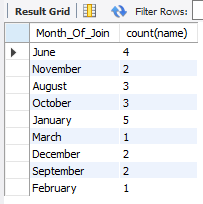 Result Grid Filter Rows:
Month_Of_Join count(name)
June 4
November 2
August 3
October 3
January 5
March 1
December 2
September 2
February 1